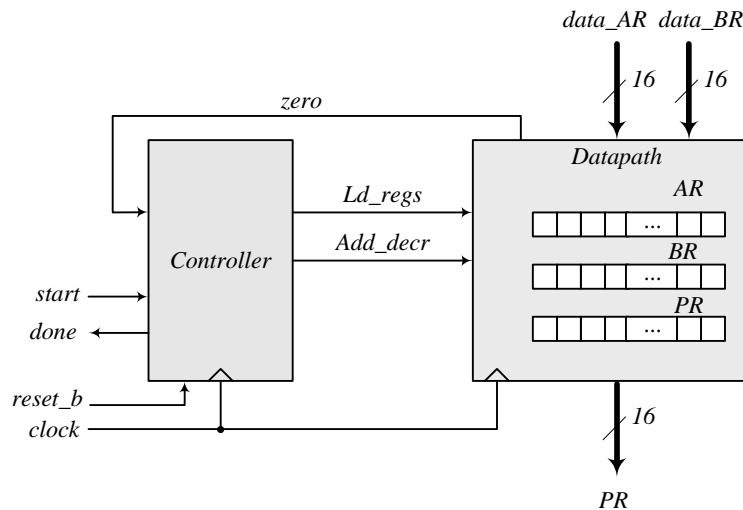 data_AR data_BR
16 16
zero
Datapath
AR
Ld_regs
...
Add_decr
BR
Controller
...
start
PR
done
...
reset_b
clock
16
PR